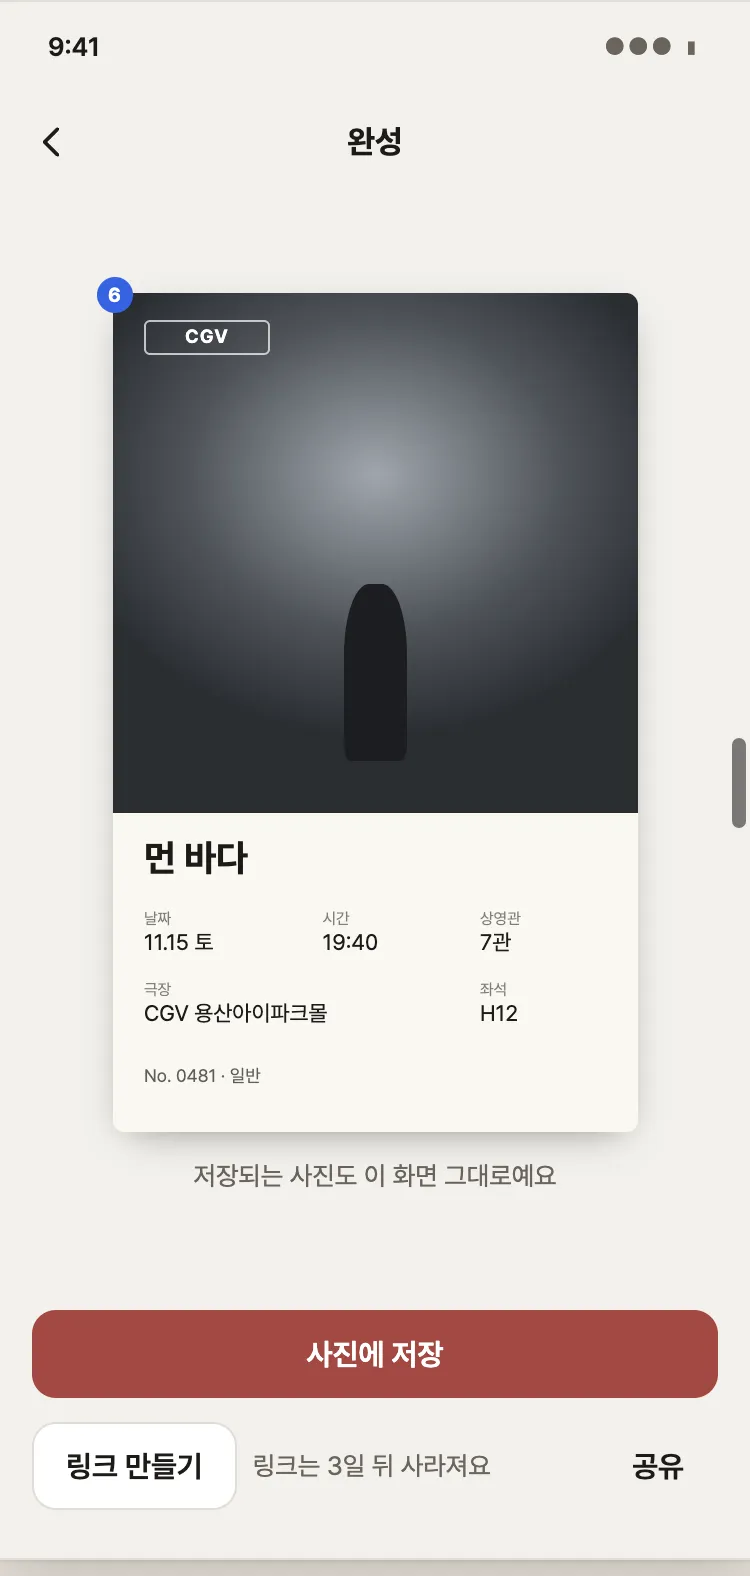 9:41
완성
6
CGV
먼 바다
날짜 시간 상영관
11.15 토 19:40 7관
극장 좌석
CGV 용산아이파크몰 H12
No. 0481 · 일반
저장되는 사진도 이 화면 그대로예요
사진에 저장
링크 만들기 링크는 3일 뒤 사라져요 공유